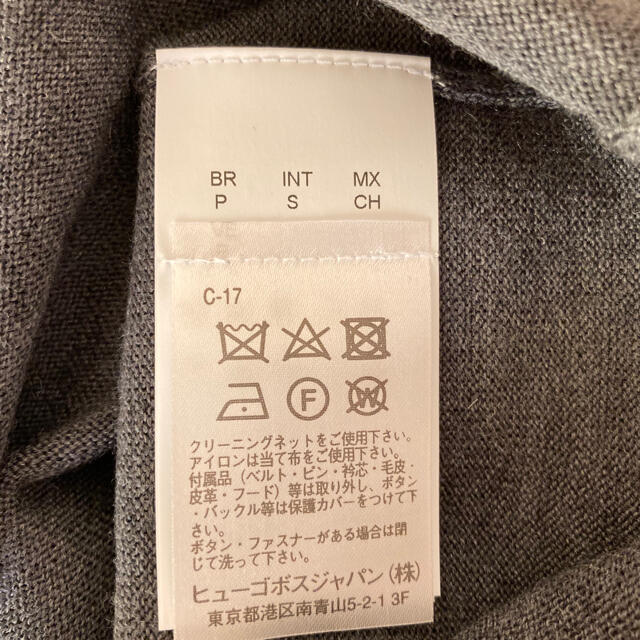 BR INT MX
P S CH
C-17
F W
クリーニングネットをご使用下さい。
アイロンは当て布をご使用下さい。
付属品(ベルト・ピン・衿芯・毛皮・
皮革・フード)等は取り外し、ボタン
・バックル等は保護カバーをつけて下
さい。
ボタン・ファスナーがある場合は閉
じて洗って下さい。
ヒューゴボスジャパン(株)
東京都港区南青山5-2-1 3F